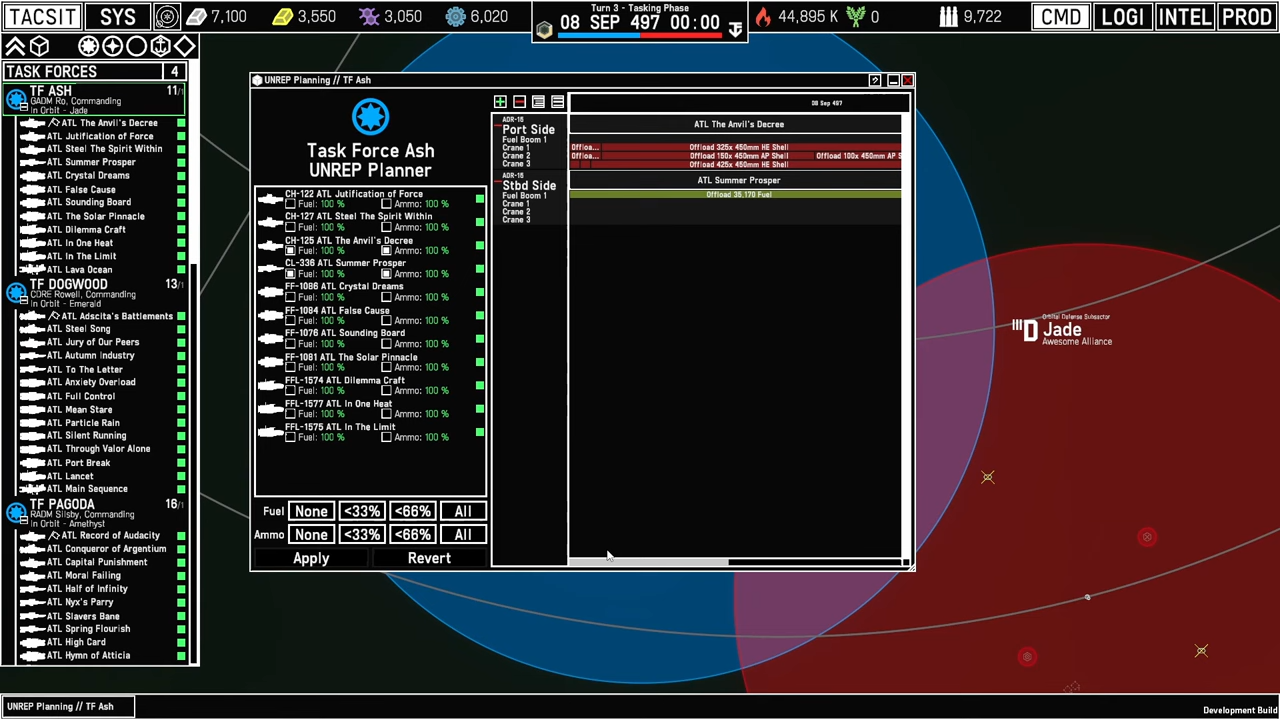 TACSIT
SYS
7,100
3,550
3,050
6,020
Turn 3 - Tasking Phase
08 SEP 497 00:00
44,895 K
0
9,722
CMD
LOGI
INTEL
PROD
TASK FORCES 4
TF ASH 11/1
GADM Ro, Commanding
In Orbit - Jade
ATL The Anvil's Decree
ATL Jutification of Force
ATL Steel The Spirit Within
ATL Summer Prosper
ATL Crystal Dreams
ATL False Cause
ATL Sounding Board
ATL The Solar Pinnacle
ATL Dilemma Craft
ATL In One Heat
ATL In The Limit
ATL Lava Ocean
TF DOGWOOD 13/1
CDRE Rowell, Commanding
In Orbit - Emerald
ATL Adscita's Battlements
ATL Steel Song
ATL Jury of Our Peers
ATL Autumn Industry
ATL To The Letter
ATL Anxiety Overload
ATL Full Control
ATL Mean Stare
ATL Particle Rain
ATL Silent Running
ATL Through Valor Alone
ATL Port Break
ATL Lancet
ATL Main Sequence
TF PAGODA 16/1
RADM Silsby, Commanding
In Orbit - Amethyst
ATL Record of Audacity
ATL Conqueror of Argentium
ATL Capital Punishment
ATL Moral Failing
ATL Half of Infinity
ATL Nyx's Parry
ATL Slavers Bane
ATL Spring Flourish
ATL High Card
ATL Hymn of Atticia
UNREP Planning // TF Ash
?
Task Force Ash
UNREP Planner
CH-122 ATL Jutification of Force
Fuel: 100 % Ammo: 100 %
CH-127 ATL Steel The Spirit Within
Fuel: 100 % Ammo: 100 %
CH-125 ATL The Anvil's Decree
Fuel: 100 % Ammo: 100 %
CL-336 ATL Summer Prosper
Fuel: 100 % Ammo: 100 %
FF-1086 ATL Crystal Dreams
Fuel: 100 % Ammo: 100 %
FF-1084 ATL False Cause
Fuel: 100 % Ammo: 100 %
FF-1076 ATL Sounding Board
Fuel: 100 % Ammo: 100 %
FF-1081 ATL The Solar Pinnacle
Fuel: 100 % Ammo: 100 %
FFL-1574 ATL Dilemma Craft
Fuel: 100 % Ammo: 100 %
FFL-1577 ATL In One Heat
Fuel: 100 % Ammo: 100 %
FFL-1575 ATL In The Limit
Fuel: 100 % Ammo: 100 %
Fuel None <33% <66% All
Ammo None <33% <66% All
Apply
Revert
08 Sep 497
AOR-16
Port Side
Fuel Boom 1
Crane 1
Crane 2
Crane 3
ATL The Anvil's Decree
Offloa... Offload 325x 450mm HE Shell
Offloa... Offload 150x 450mm AP Shell Offload 100x 450mm AP S
Offload 425x 450mm HE Shell
AOR-16
Stbd Side
Fuel Boom 1
Crane 1
Crane 2
Crane 3
ATL Summer Prosper
Offload 35,170 Fuel
D
Orbital Defense Subsector
Jade
Awesome Alliance
UNREP Planning // TF Ash
Development Build